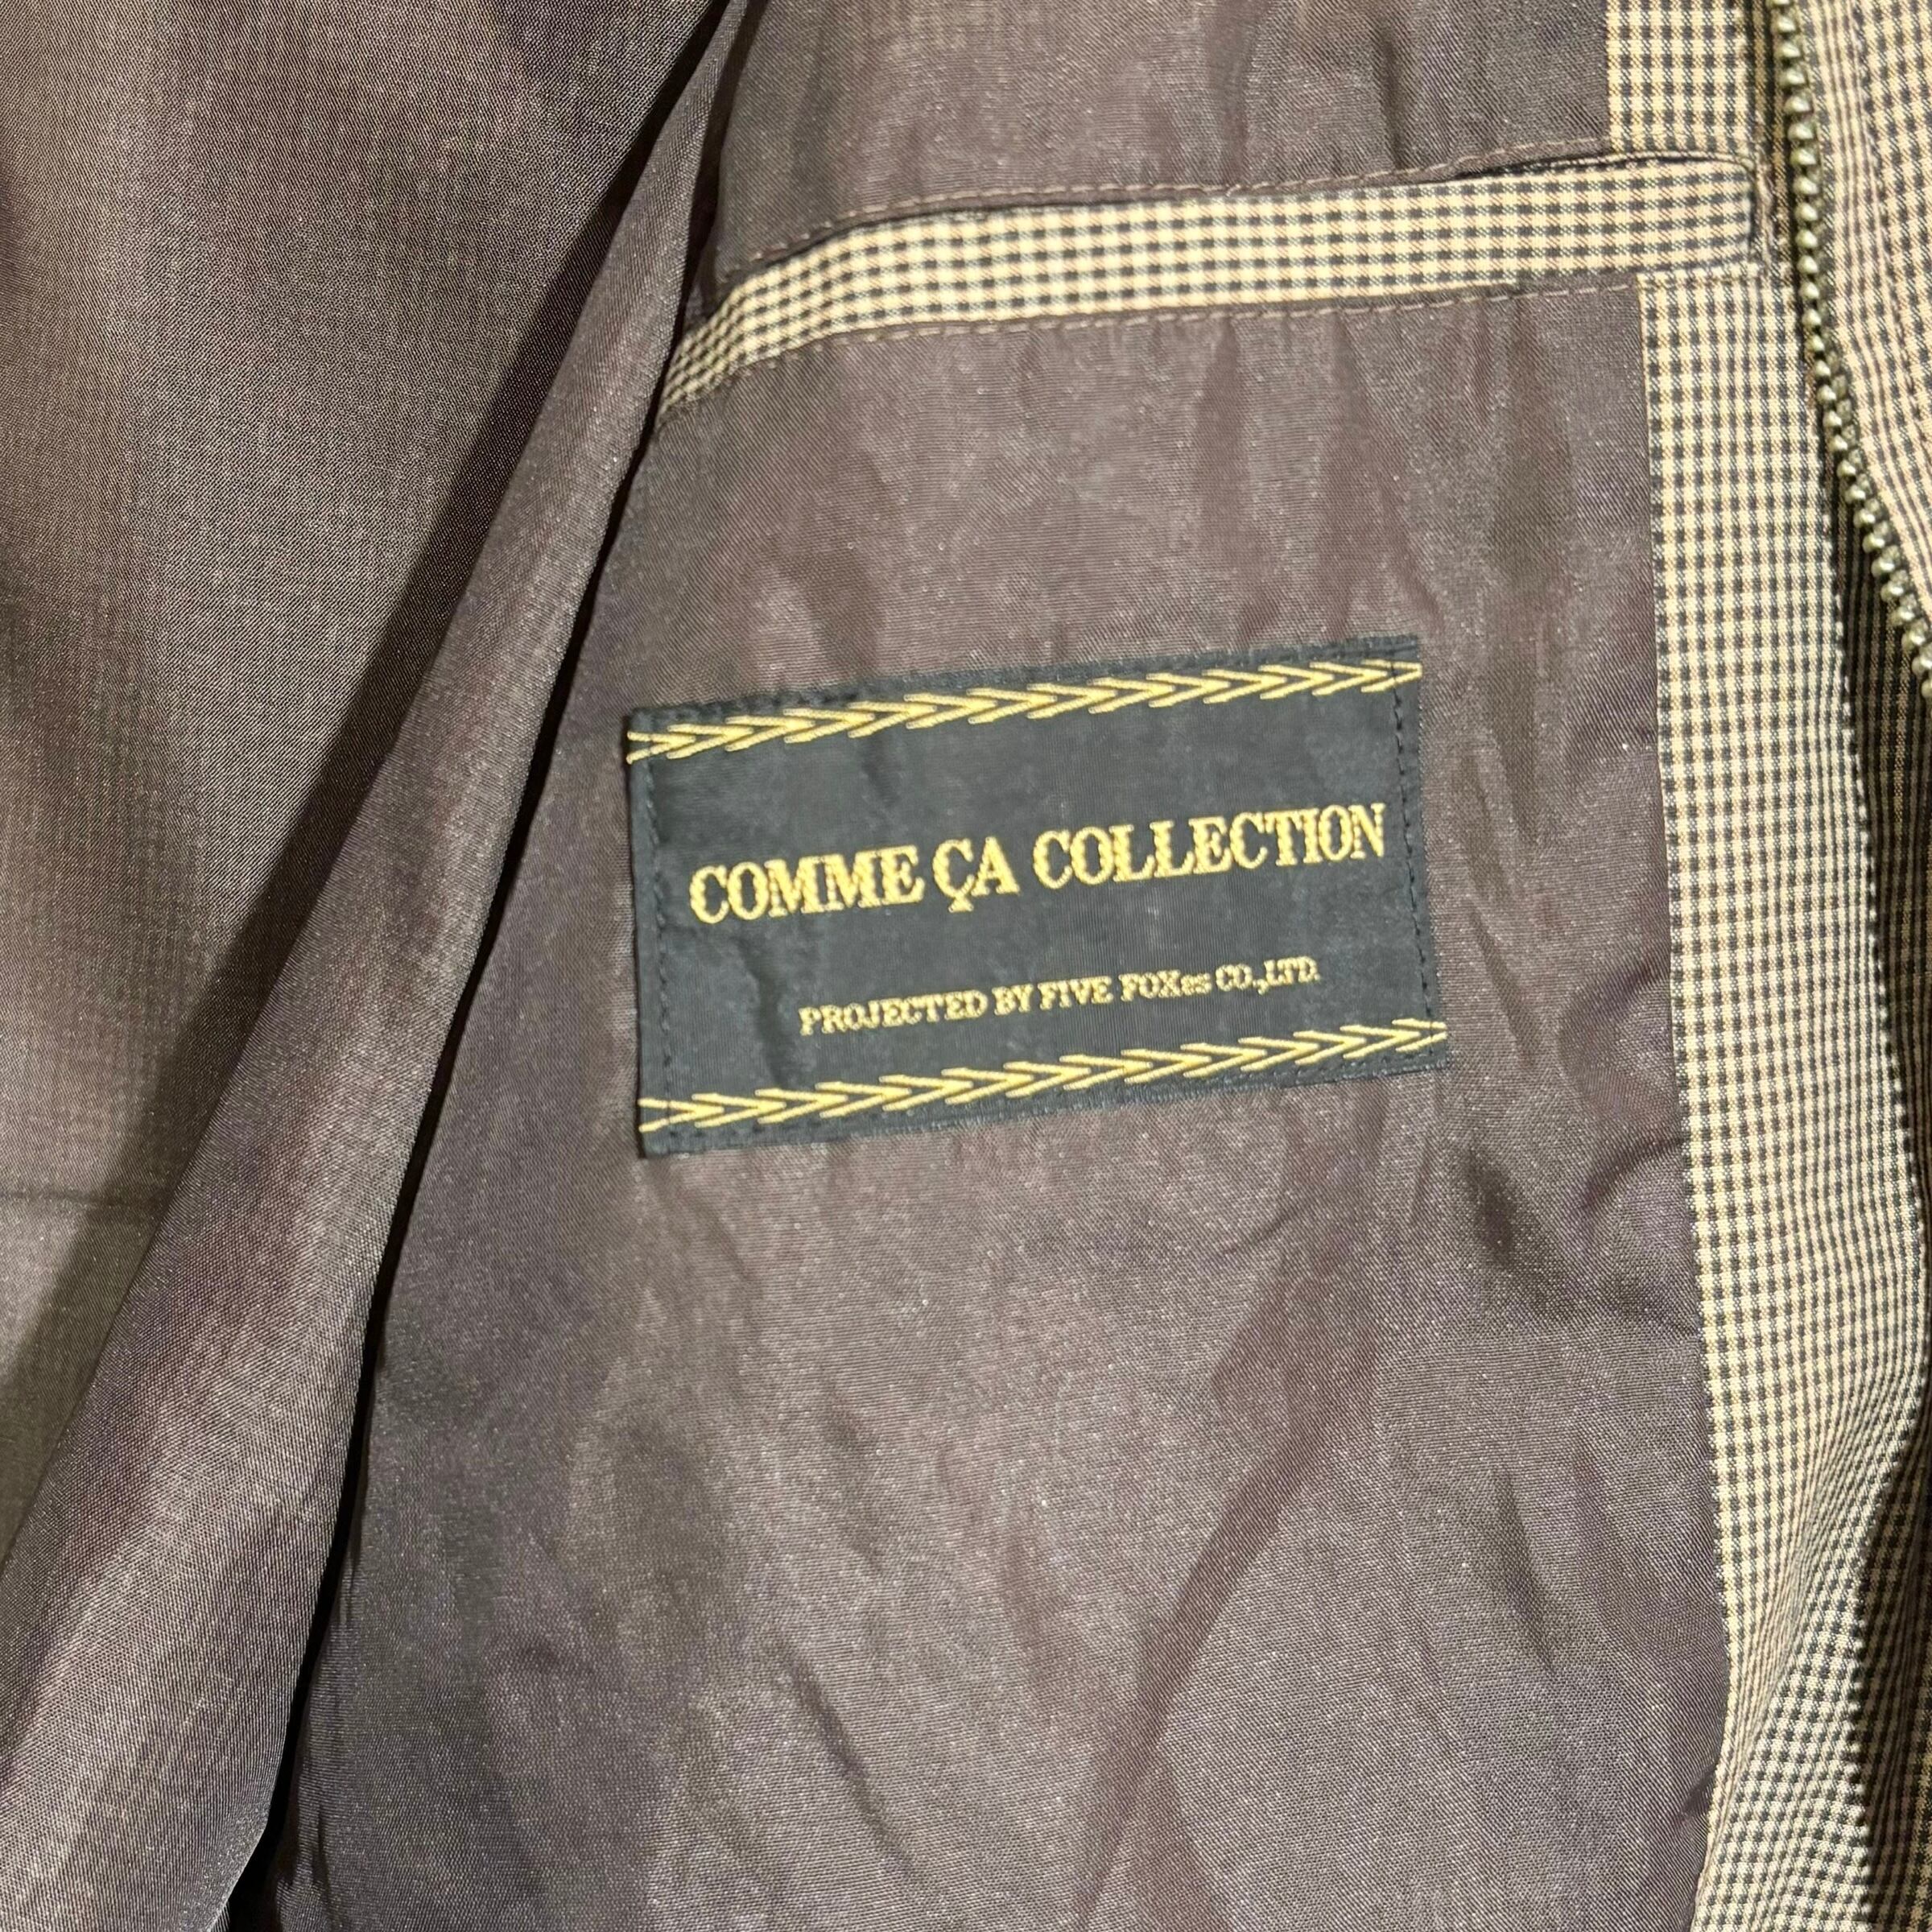 COMME ÇA COLLECTION
PROJECTED BY FIVE FOXes CO.,LTD.